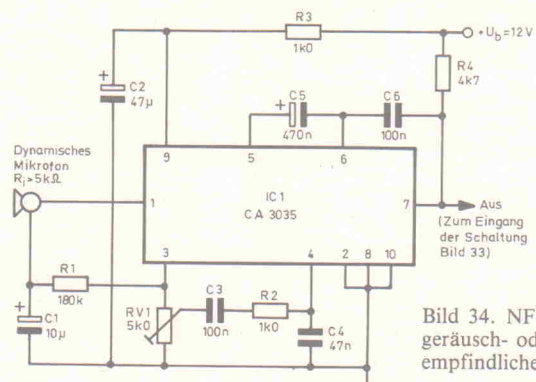 R3
1k0
+U_b=12V
R4
4k7
+
C2
47µ
+
C5
470n
C6
100n
Dynamisches
Mikrofon
R_i>5kΩ
9
5
6
IC1
CA 3035
1
7
Aus
(Zum Eingang
der Schaltung
Bild 33)
3
4
2
8
10
R1
180k
+
C1
10µ
RV1
5k0
C3
100n
R2
1k0
C4
47n
Bild 34. NF
geräusch- od
empfindliche